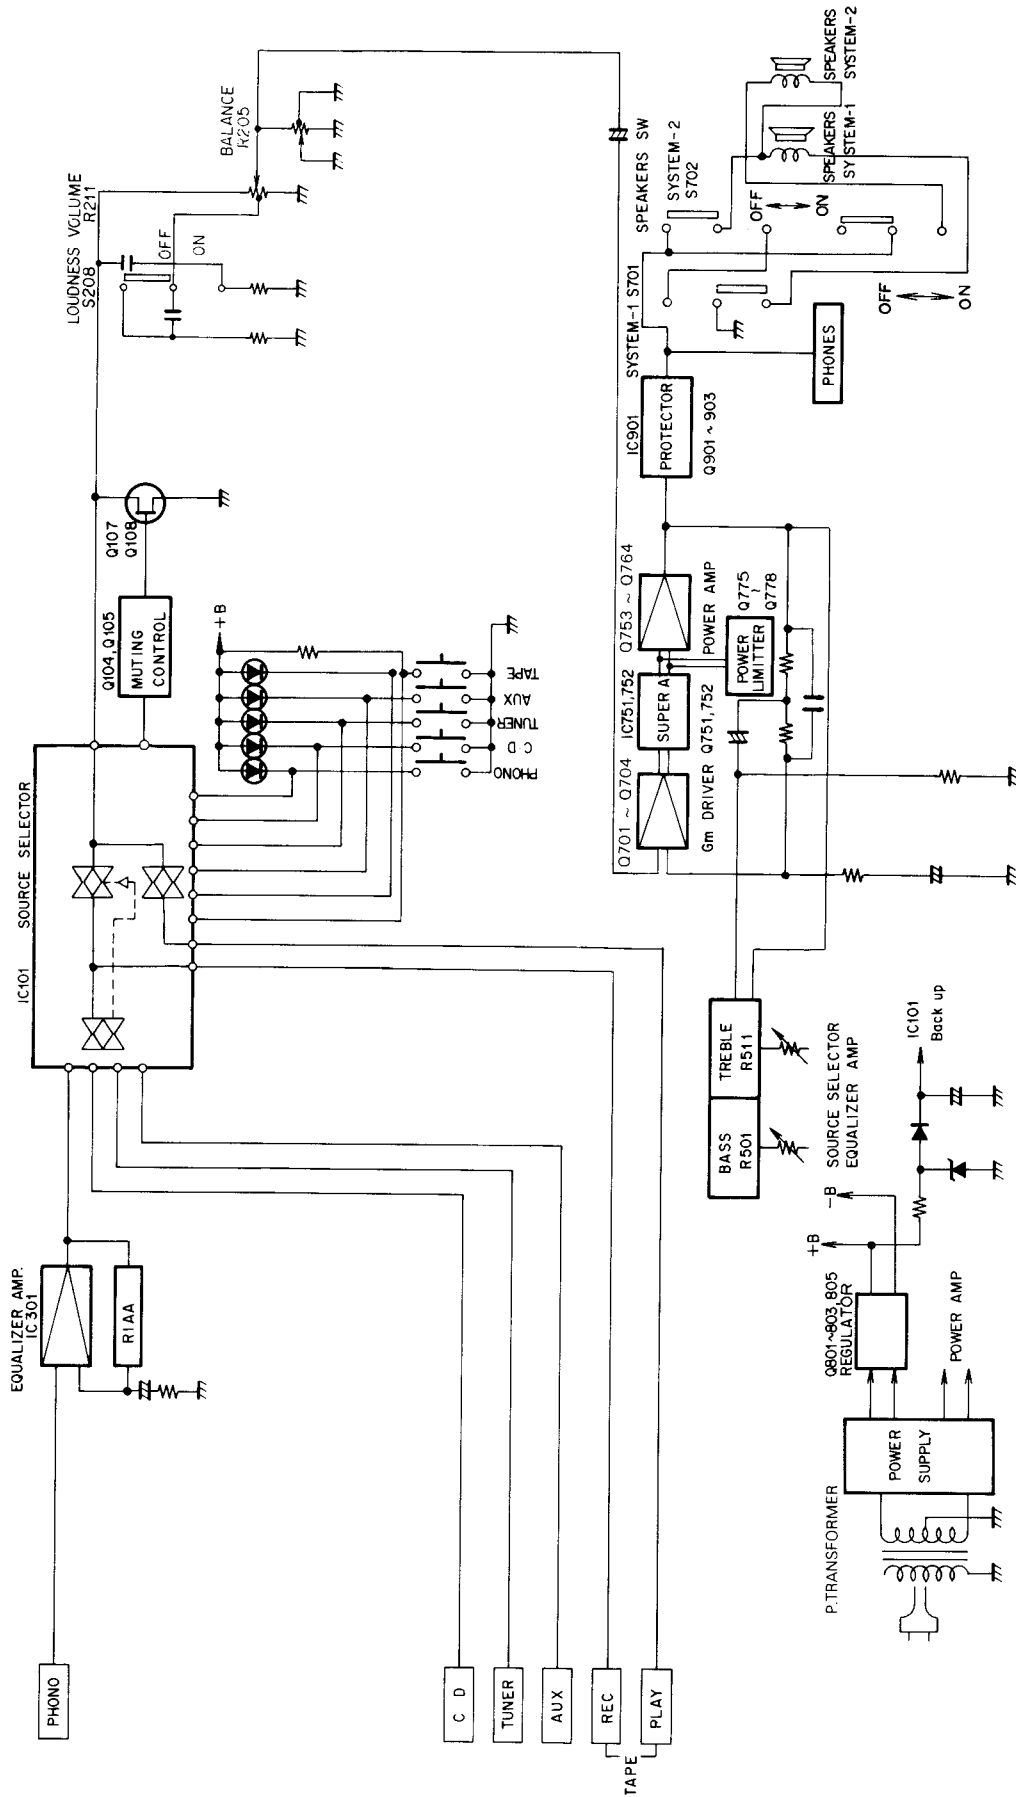 PHONO
EQUALIZER AMP.
IC301
RIAA
IC101 SOURCE SELECTOR
Q104,Q105
MUTING
CONTROL
Q107
Q108
LOUDNESS VOLUME
S208 R211
OFF
ON
BALANCE
R205
+B
PHONO
C D
TUNER
AUX
TAPE
C D
TUNER
AUX
REC
PLAY
TAPE
Q701 ~ Q704
Gm DRIVER Q751,752
IC751,752
SUPER A
Q753 ~ Q764
POWER AMP
POWER
LIMITTER
Q775
~
Q778
IC901
PROTECTOR
Q901 ~ 903
SYSTEM-1 S701
SPEAKERS SW
SYSTEM-2
S702
OFF
ON
OFF
ON
PHONES
SPEAKERS
SYSTEM-1
SPEAKERS
SYSTEM-2
BASS
R501
TREBLE
R511
P.TRANSFORMER
POWER
SUPPLY
Q801~803,805
REGULATOR
POWER AMP
+B
-B
SOURCE SELECTOR
EQUALIZER AMP
IC101
Back up